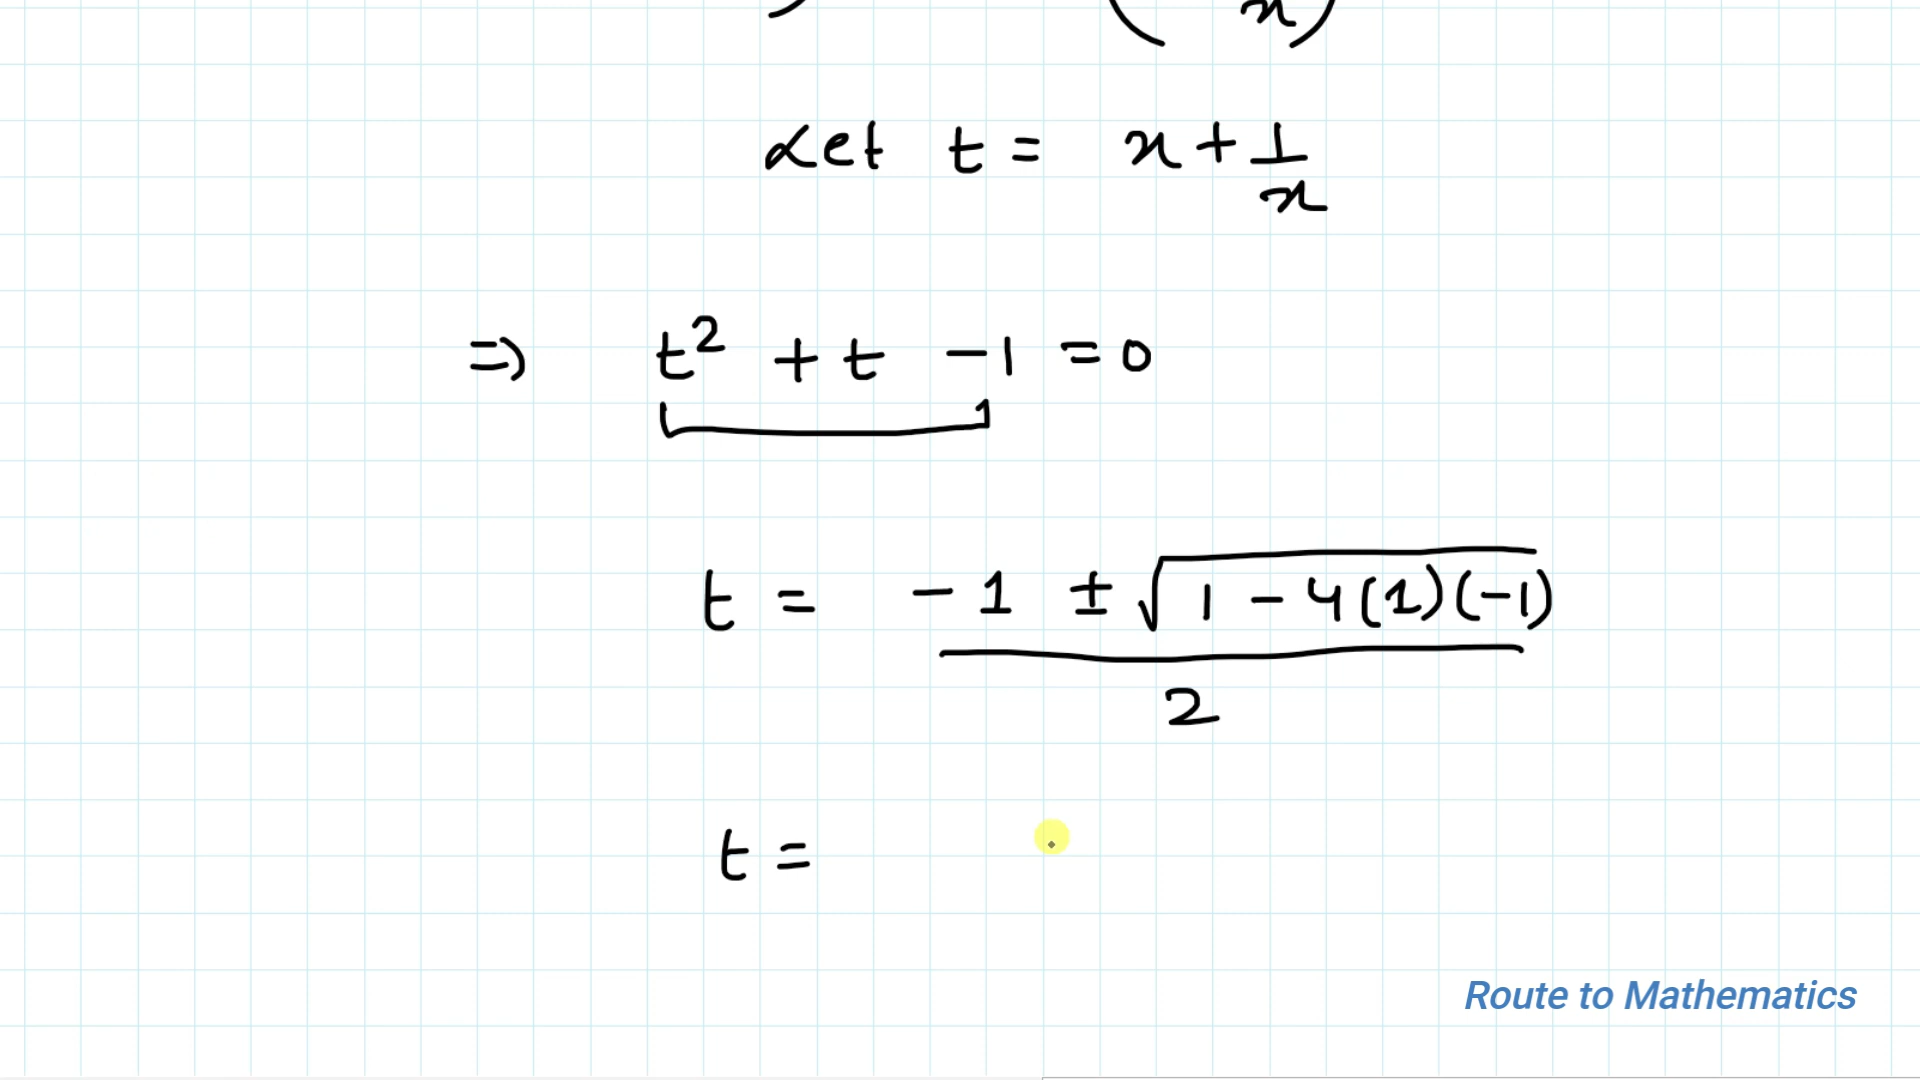 x
Let t = x + 1/x
⇒ t² + t - 1 = 0
t = (-1 ± √(1 - 4(1)(-1))) / 2
t =
Route to Mathematics